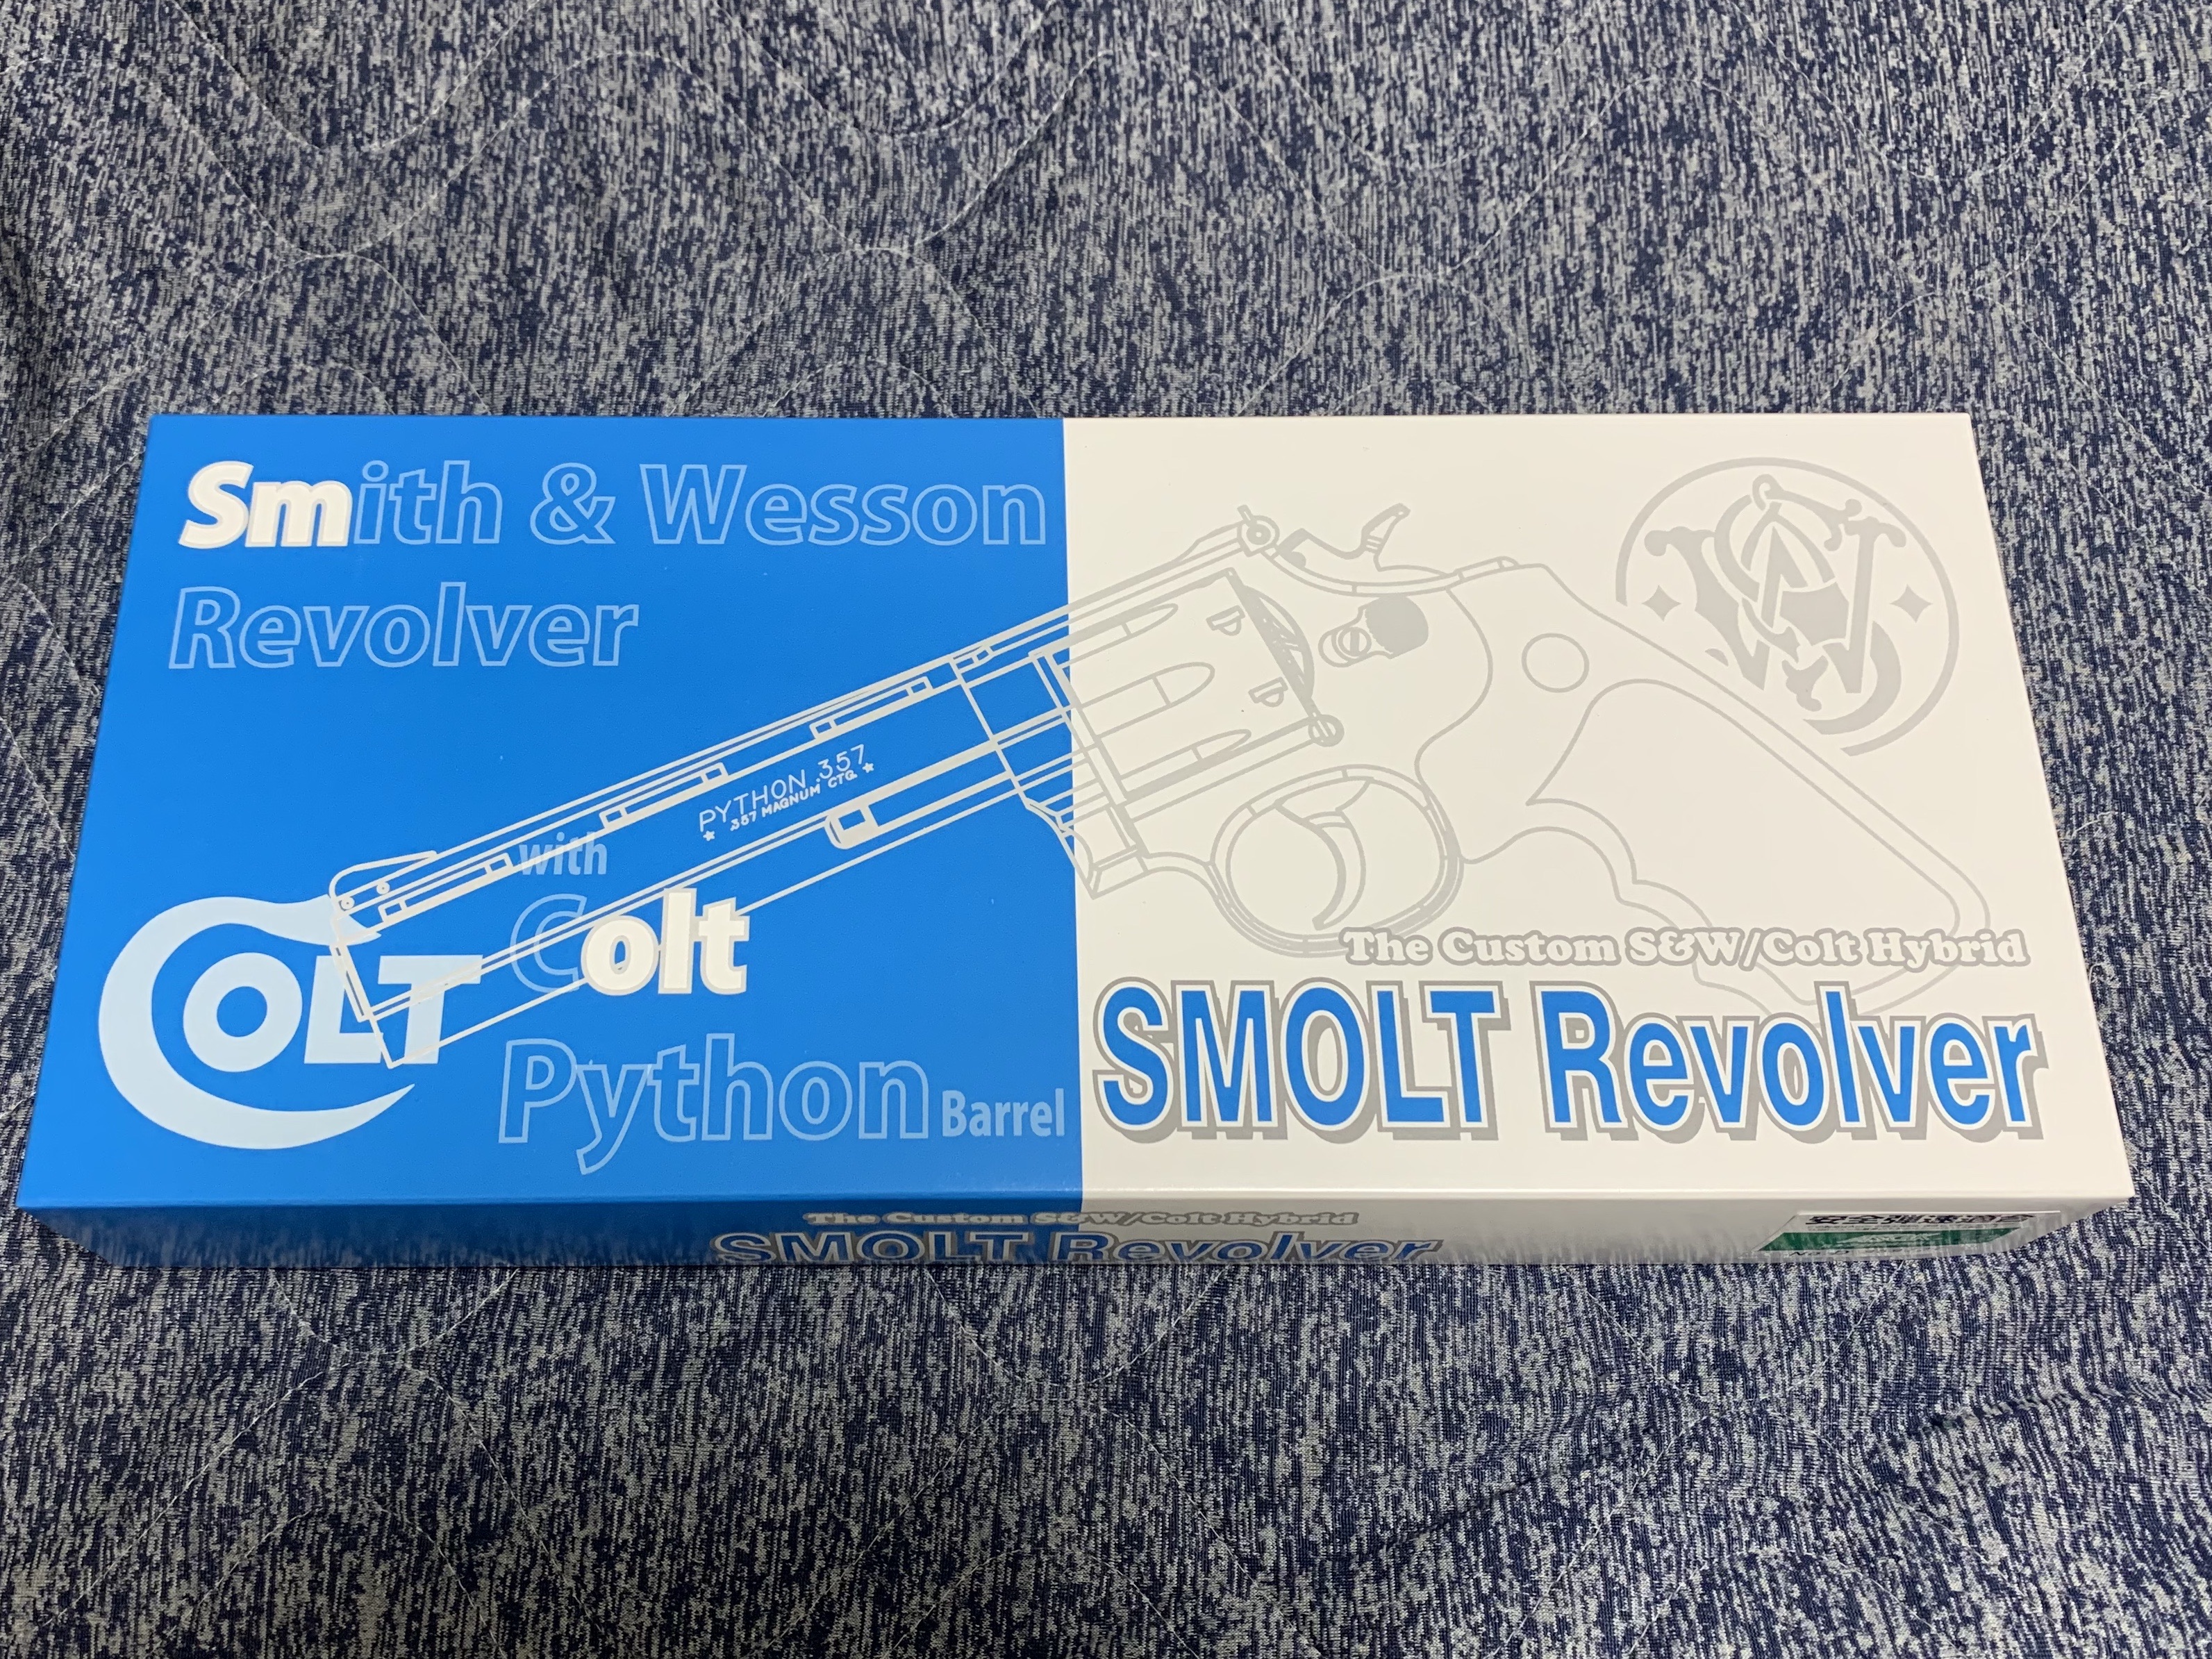 Smith & Wesson
Revolver
PYTHON .357
★ .357 MAGNUM CTG. ★
with
Colt
COLT
Python Barrel
SW
The Custom S&W/Colt Hybrid
SMOLT Revolver
The Custom S&W/Colt Hybrid
SMOLT Revolver